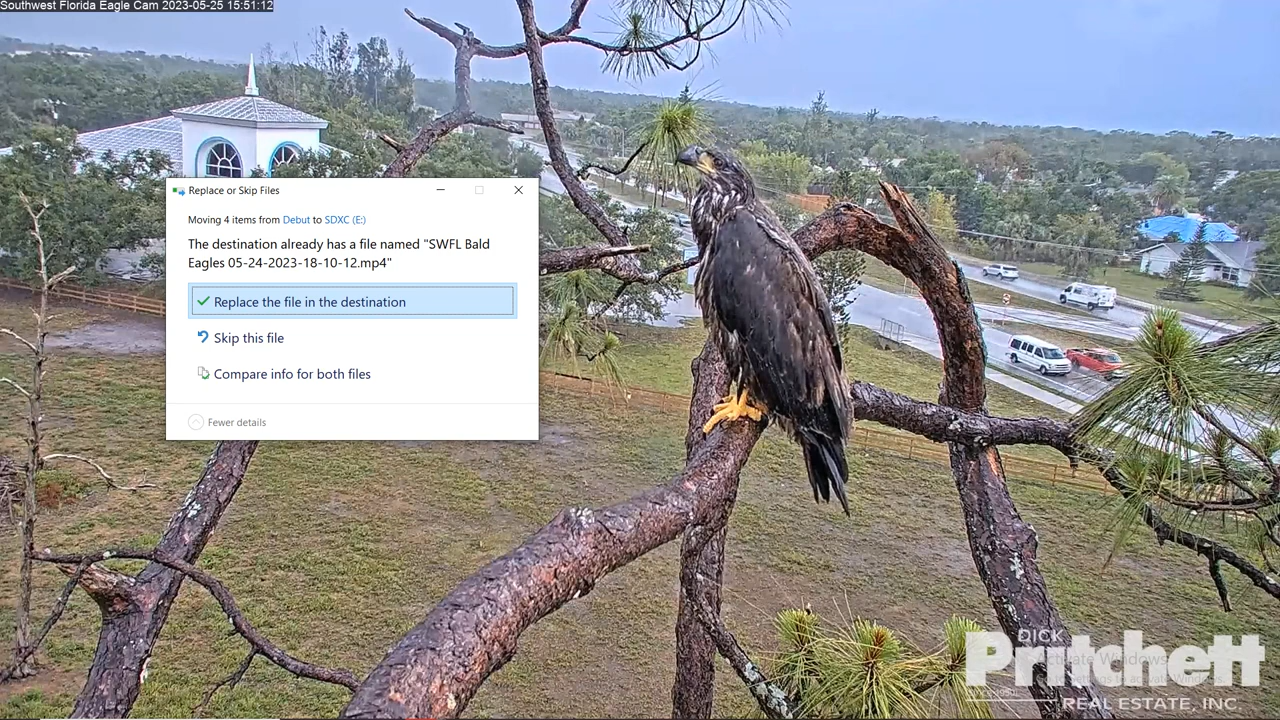 Southwest Florida Eagle Cam 2023-05-25 15:51:12
Replace or Skip Files
Moving 4 items from Debut to SDXC (E:)
The destination already has a file named "SWFL Bald
Eagles 05-24-2023-18-10-12.mp4"
Replace the file in the destination
Skip this file
Compare info for both files
Fewer details
DICK
Pritchett
Activate Windows
REAL ESTATE, INC.